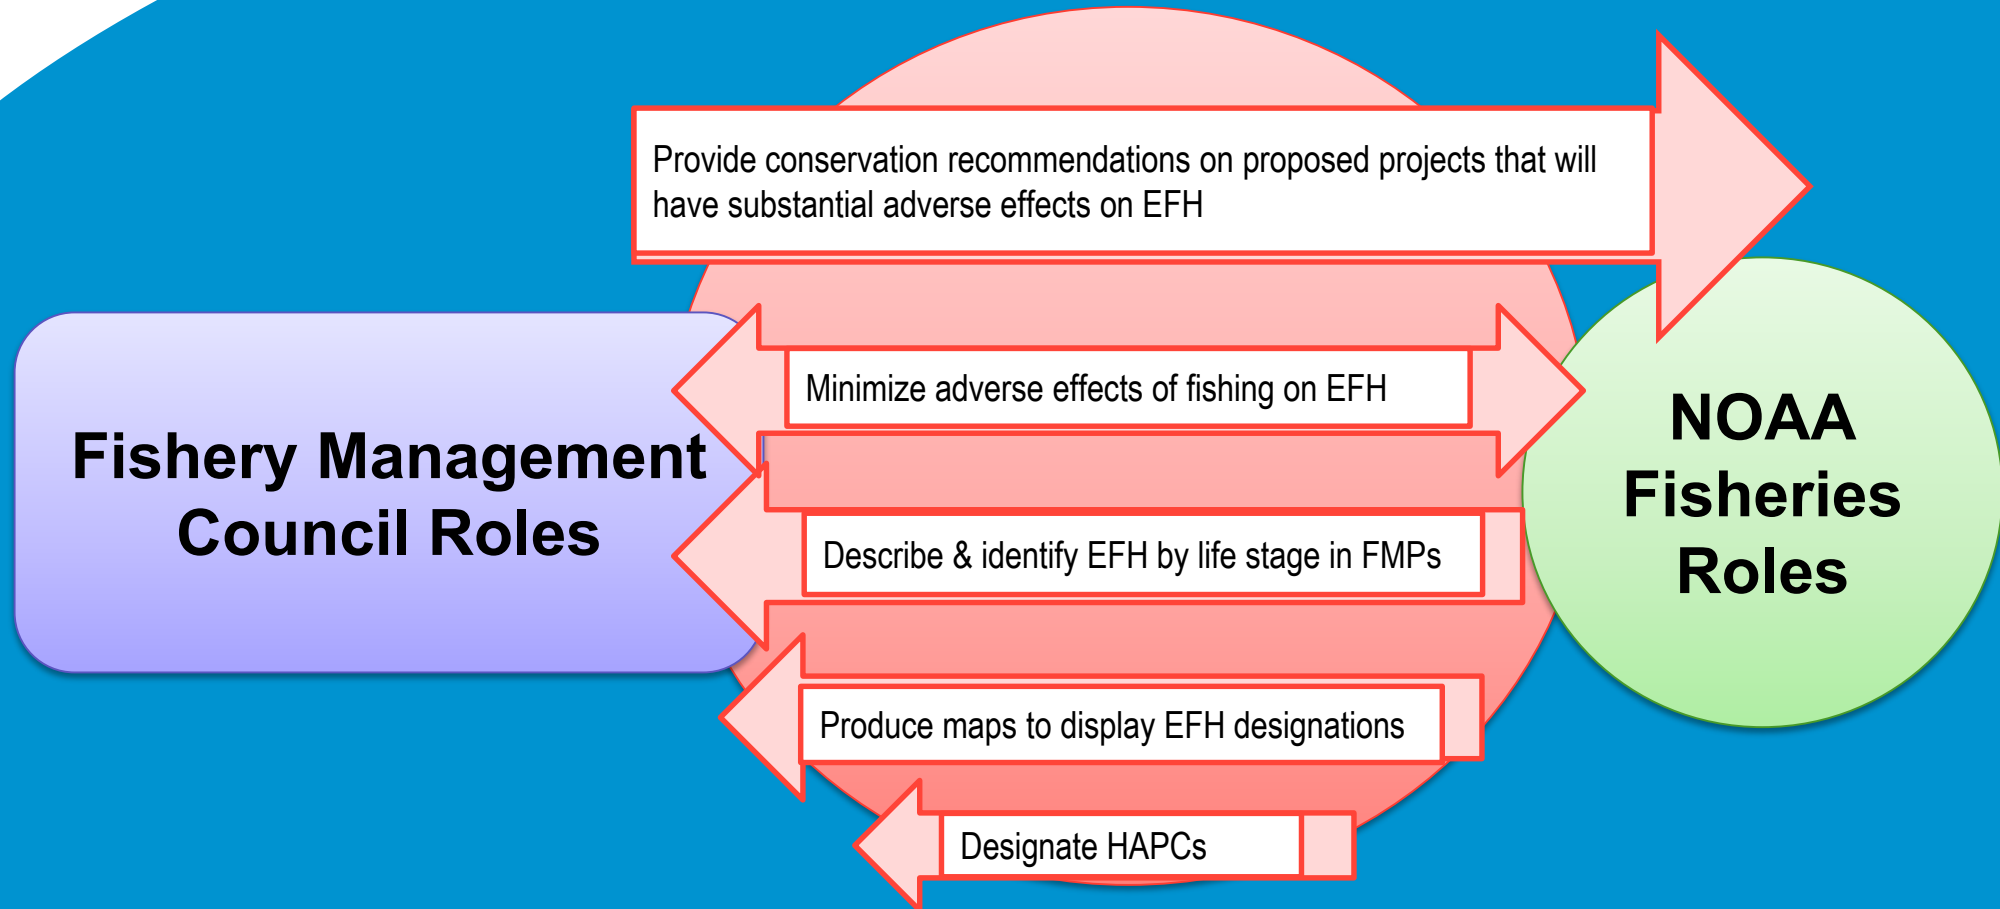 Provide conservation recommendations on proposed projects that will
have substantial adverse effects on EFH
Minimize adverse effects of fishing on EFH
Fishery Management
Council Roles
NOAA
Fisheries
Roles
Describe & identify EFH by life stage in FMPs
Produce maps to display EFH designations
Designate HAPCs